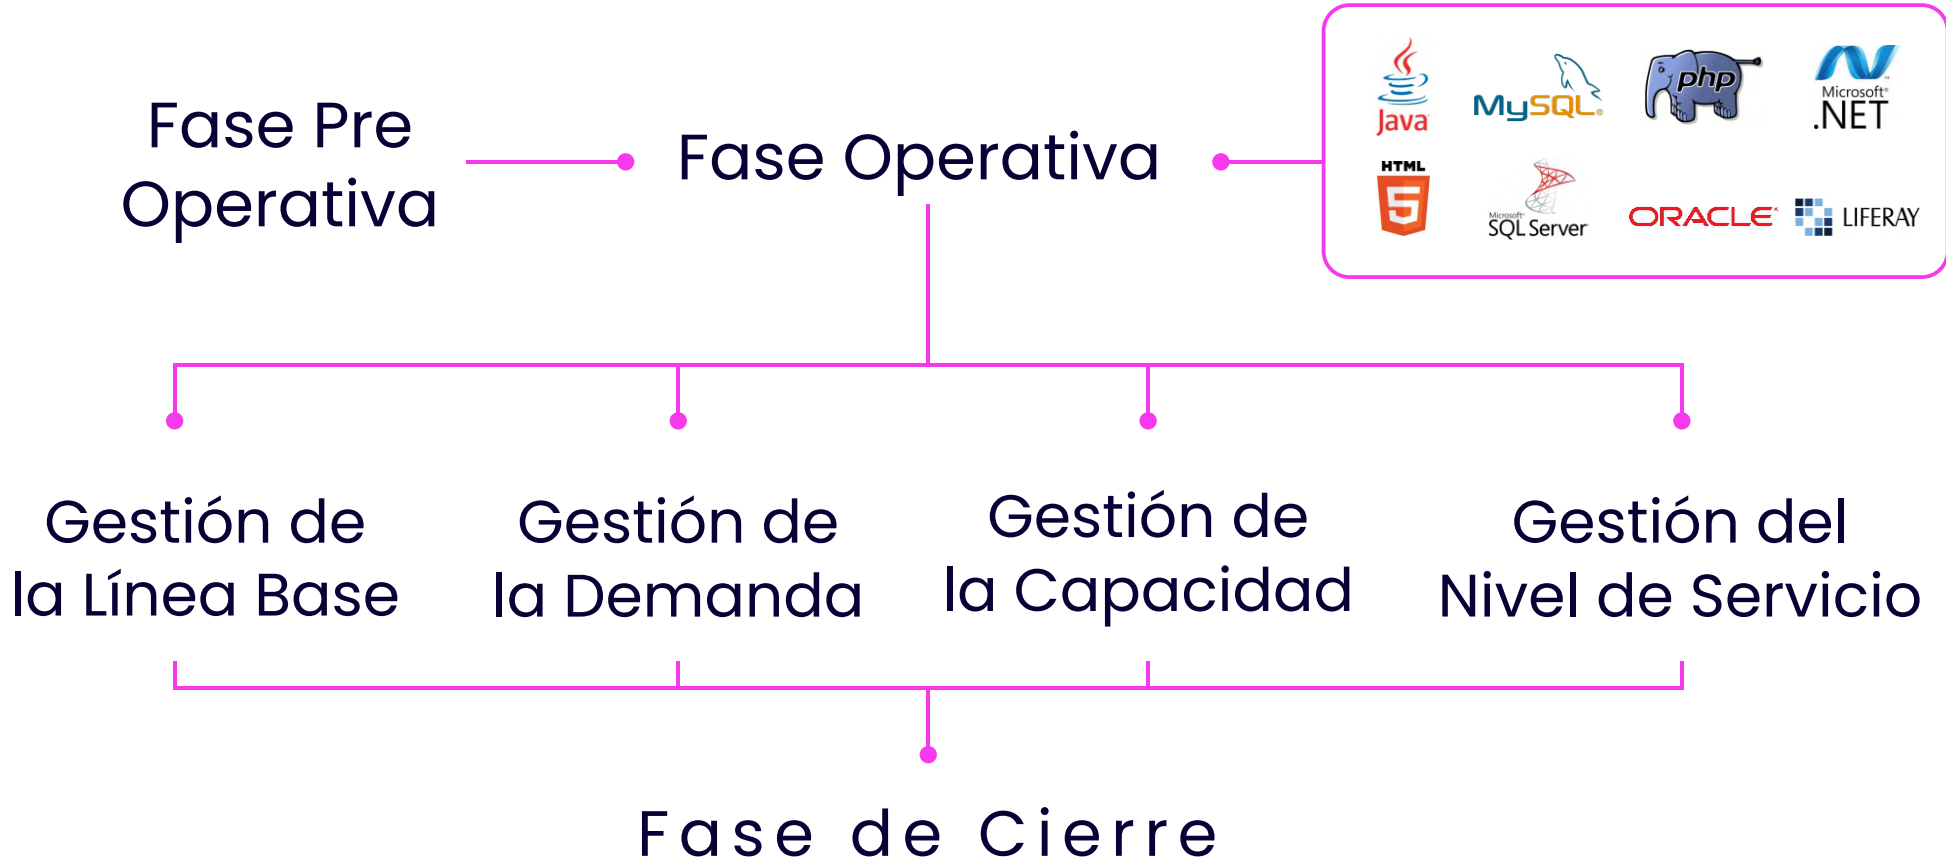 Fase Pre
Operativa
Fase Operativa
Java
MySQL®
php
Microsoft®
.NET
HTML
5
Microsoft®
SQL Server
ORACLE®
LIFERAY
Gestión de
la Línea Base
Gestión de
la Demanda
Gestión de
la Capacidad
Gestión del
Nivel de Servicio
Fase de Cierre